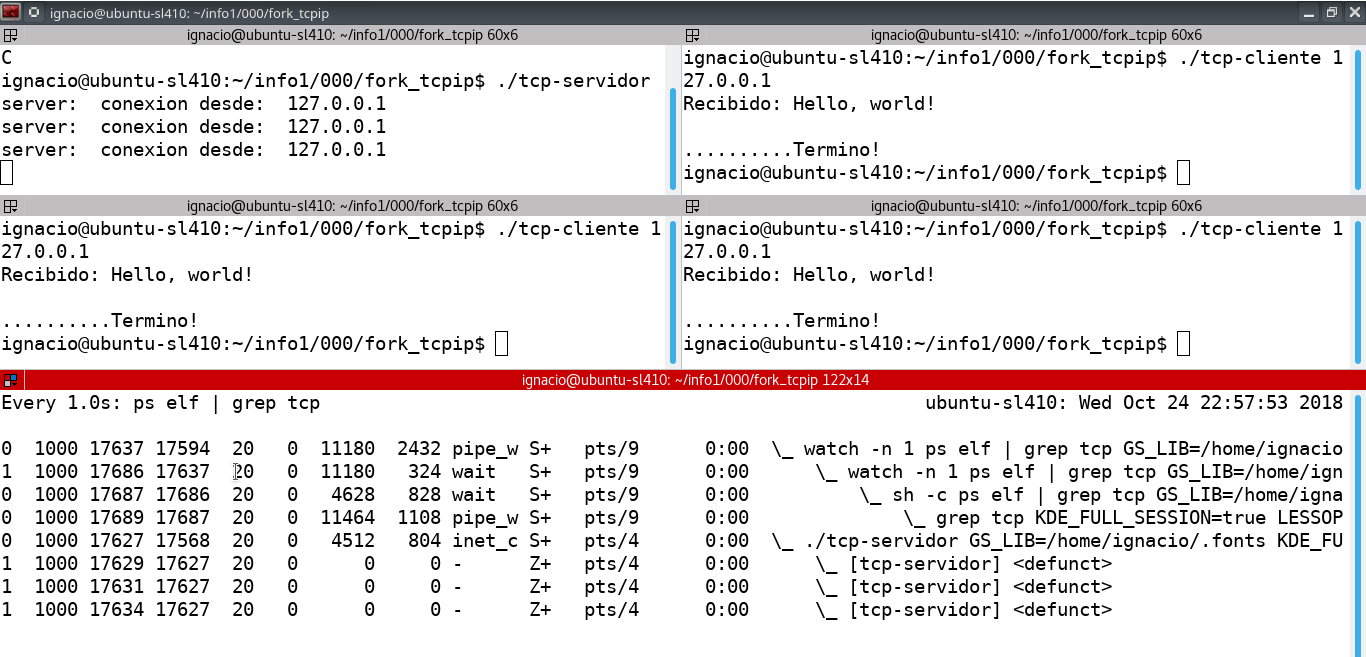 ignacio@ubuntu-sl410: ~/info1/000/fork_tcpip
ignacio@ubuntu-sl410: ~/info1/000/fork_tcpip 60x6
C
ignacio@ubuntu-sl410:~/info1/000/fork_tcpip$ ./tcp-servidor
server:  conexion desde:  127.0.0.1
server:  conexion desde:  127.0.0.1
server:  conexion desde:  127.0.0.1
ignacio@ubuntu-sl410: ~/info1/000/fork_tcpip 60x6
ignacio@ubuntu-sl410:~/info1/000/fork_tcpip$ ./tcp-cliente 1
27.0.0.1
Recibido: Hello, world!
..........Termino!
ignacio@ubuntu-sl410:~/info1/000/fork_tcpip$
ignacio@ubuntu-sl410: ~/info1/000/fork_tcpip 60x6
ignacio@ubuntu-sl410:~/info1/000/fork_tcpip$ ./tcp-cliente 1
27.0.0.1
Recibido: Hello, world!
..........Termino!
ignacio@ubuntu-sl410:~/info1/000/fork_tcpip$
ignacio@ubuntu-sl410: ~/info1/000/fork_tcpip 60x6
ignacio@ubuntu-sl410:~/info1/000/fork_tcpip$ ./tcp-cliente 1
27.0.0.1
Recibido: Hello, world!
..........Termino!
ignacio@ubuntu-sl410:~/info1/000/fork_tcpip$
ignacio@ubuntu-sl410: ~/info1/000/fork_tcpip 122x14
Every 1.0s: ps elf | grep tcp    ubuntu-sl410: Wed Oct 24 22:57:53 2018
0  1000 17637 17594  20   0  11180  2432 pipe_w S+   pts/9      0:00  \_ watch -n 1 ps elf | grep tcp GS_LIB=/home/ignacio
1  1000 17686 17637  20   0  11180   324 wait   S+   pts/9      0:00      \_ watch -n 1 ps elf | grep tcp GS_LIB=/home/ign
0  1000 17687 17686  20   0   4628   828 wait   S+   pts/9      0:00          \_ sh -c ps elf | grep tcp GS_LIB=/home/igna
0  1000 17689 17687  20   0  11464  1108 pipe_w S+   pts/9      0:00              \_ grep tcp KDE_FULL_SESSION=true LESSOP
0  1000 17627 17568  20   0   4512   804 inet_c S+   pts/4      0:00  \_ ./tcp-servidor GS_LIB=/home/ignacio/.fonts KDE_FU
1  1000 17629 17627  20   0      0     0 -      Z+   pts/4      0:00      \_ [tcp-servidor] <defunct>
1  1000 17631 17627  20   0      0     0 -      Z+   pts/4      0:00      \_ [tcp-servidor] <defunct>
1  1000 17634 17627  20   0      0     0 -      Z+   pts/4      0:00      \_ [tcp-servidor] <defunct>